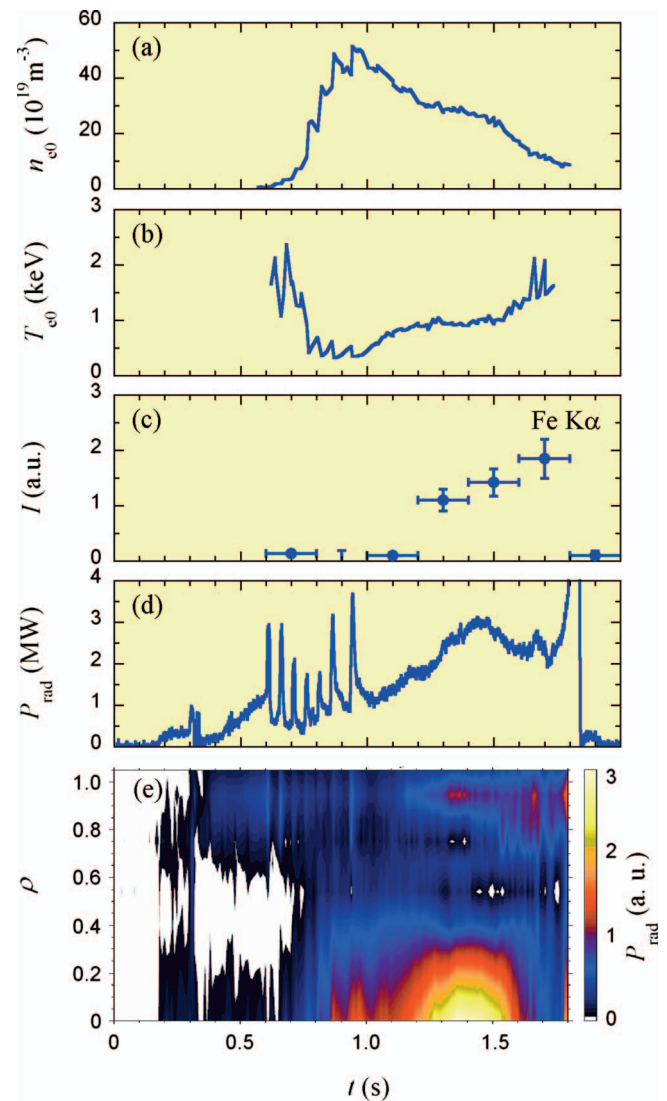 60
(a)
40
20
0
n_e0 (10^19 m^-3)
3
(b)
2
1
0
T_e0 (keV)
3
Fe Kα
(c)
2
1
0
I (a.u.)
4
(d)
3
2
1
0
P_rad (MW)
1.0
(e)
0.8
0.6
0.4
0.2
0
ρ
3
2
1
0
P_rad (a. u.)
0 0.5 1.0 1.5
t (s)